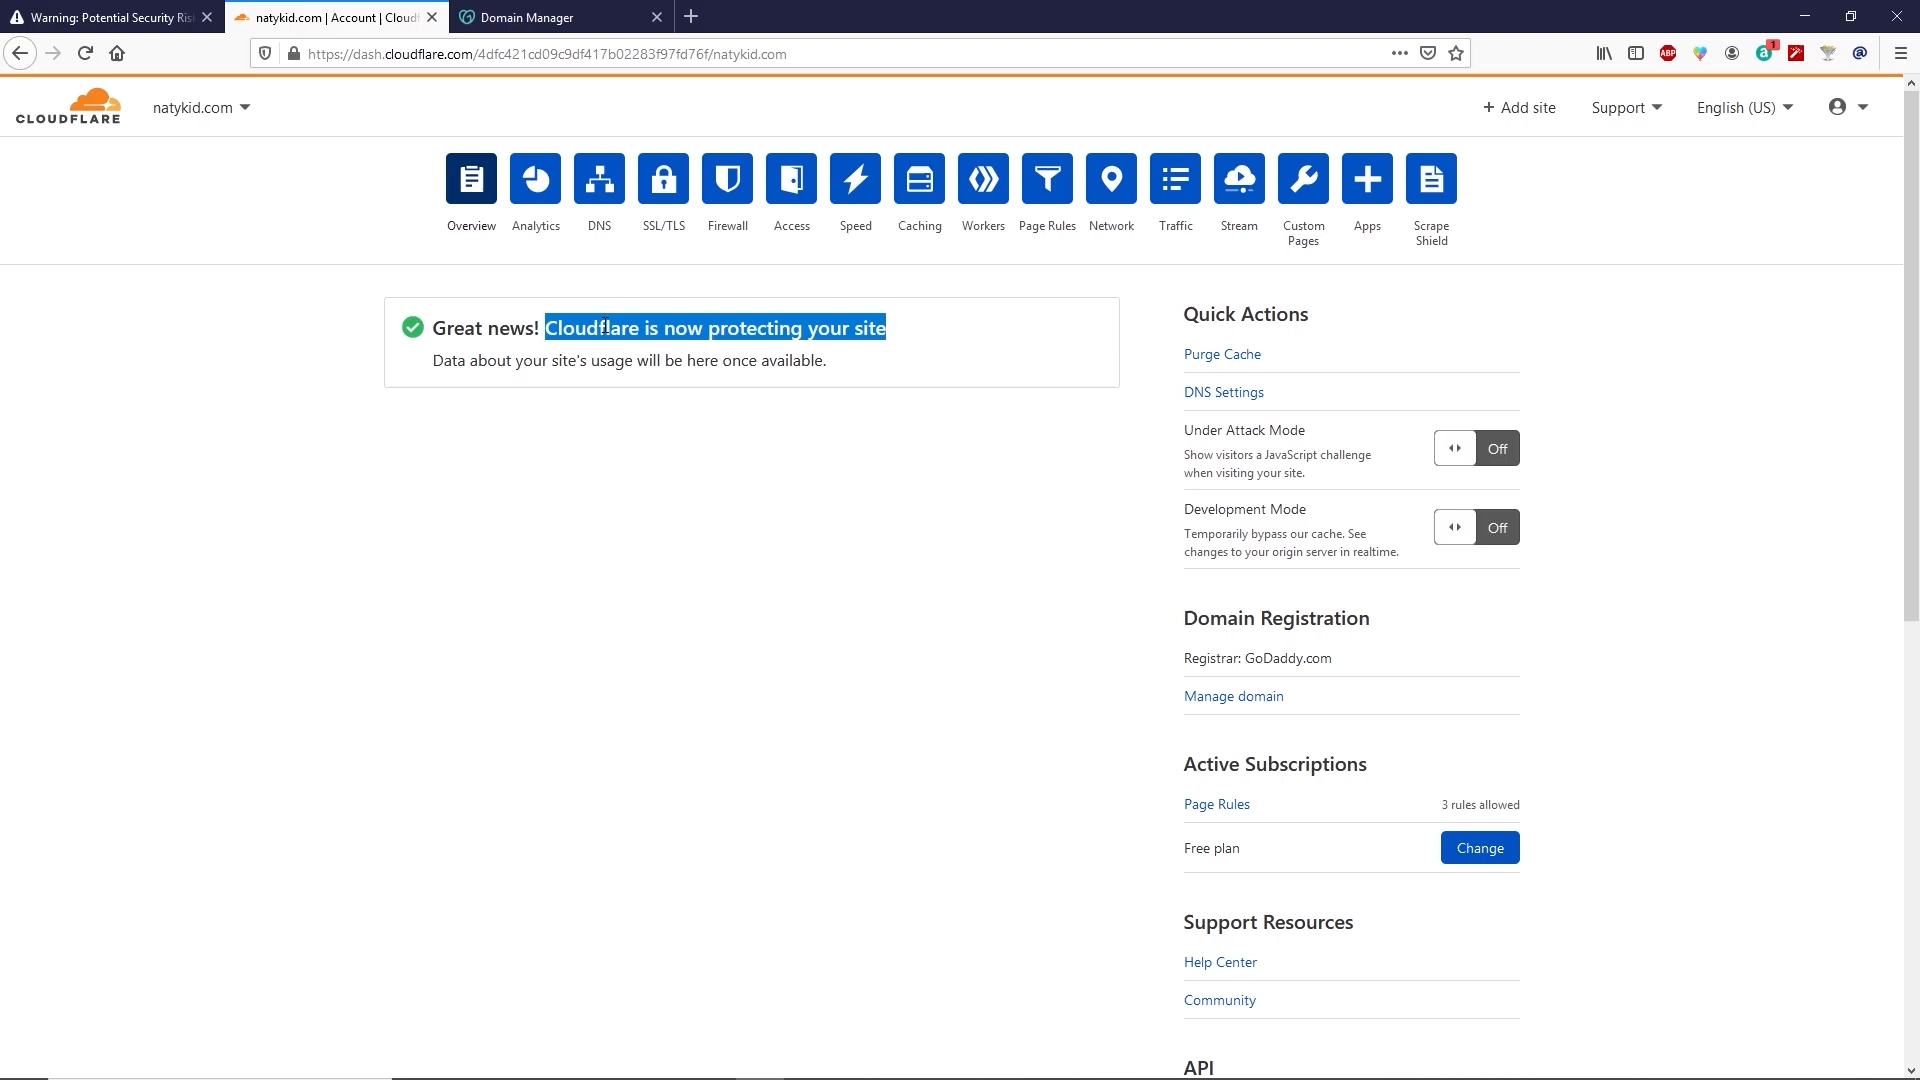 Warning: Potential Security Ris
natykid.com | Account | Cloudf
Domain Manager
https://dash.cloudflare.com/4dfc421cd09c9df417b02283f97fd76f/natykid.com
ABP
1
CLOUDFLARE
natykid.com
+ Add site
Support
English (US)
Overview
Analytics
DNS
SSL/TLS
Firewall
Access
Speed
Caching
Workers
Page Rules
Network
Traffic
Stream
Custom
Pages
Apps
Scrape
Shield
Great news! Cloudflare is now protecting your site
Data about your site's usage will be here once available.
Quick Actions
Purge Cache
DNS Settings
Under Attack Mode
Show visitors a JavaScript challenge
when visiting your site.
Off
Development Mode
Temporarily bypass our cache. See
changes to your origin server in realtime.
Off
Domain Registration
Registrar: GoDaddy.com
Manage domain
Active Subscriptions
Page Rules
3 rules allowed
Free plan
Change
Support Resources
Help Center
Community
API